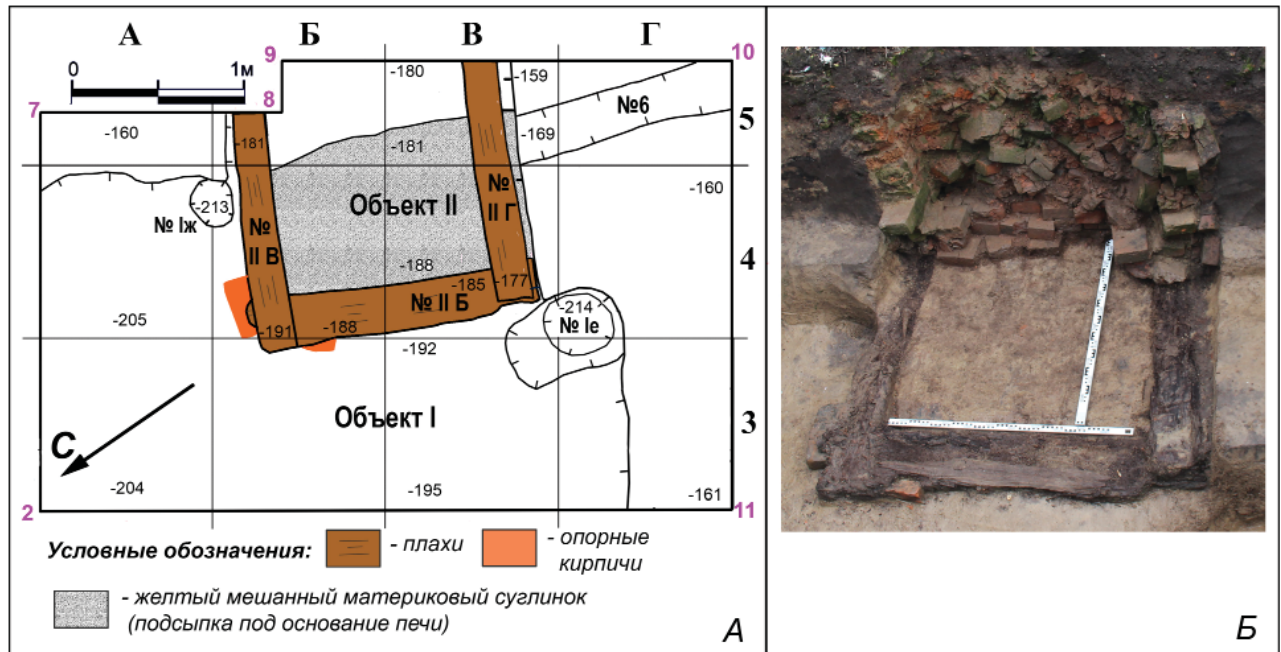 А Б В Г
9 10
0 1м
8
7
-180
-159
№6
5
-160
-181
-181
-169
-160
№ Iж
-213
Объект II
№
II Г
№
II В
4
-188
-185
-177
№ II Б
-205
-191
-188
-192
-214
№ Iе
Объект I
3
С
-204
-195
-161
2
11
Условные обозначения:
- плахи
- опорные
кирпичи
- желтый мешанный материковый суглинок
(подсыпка под основание печи)
А
Б